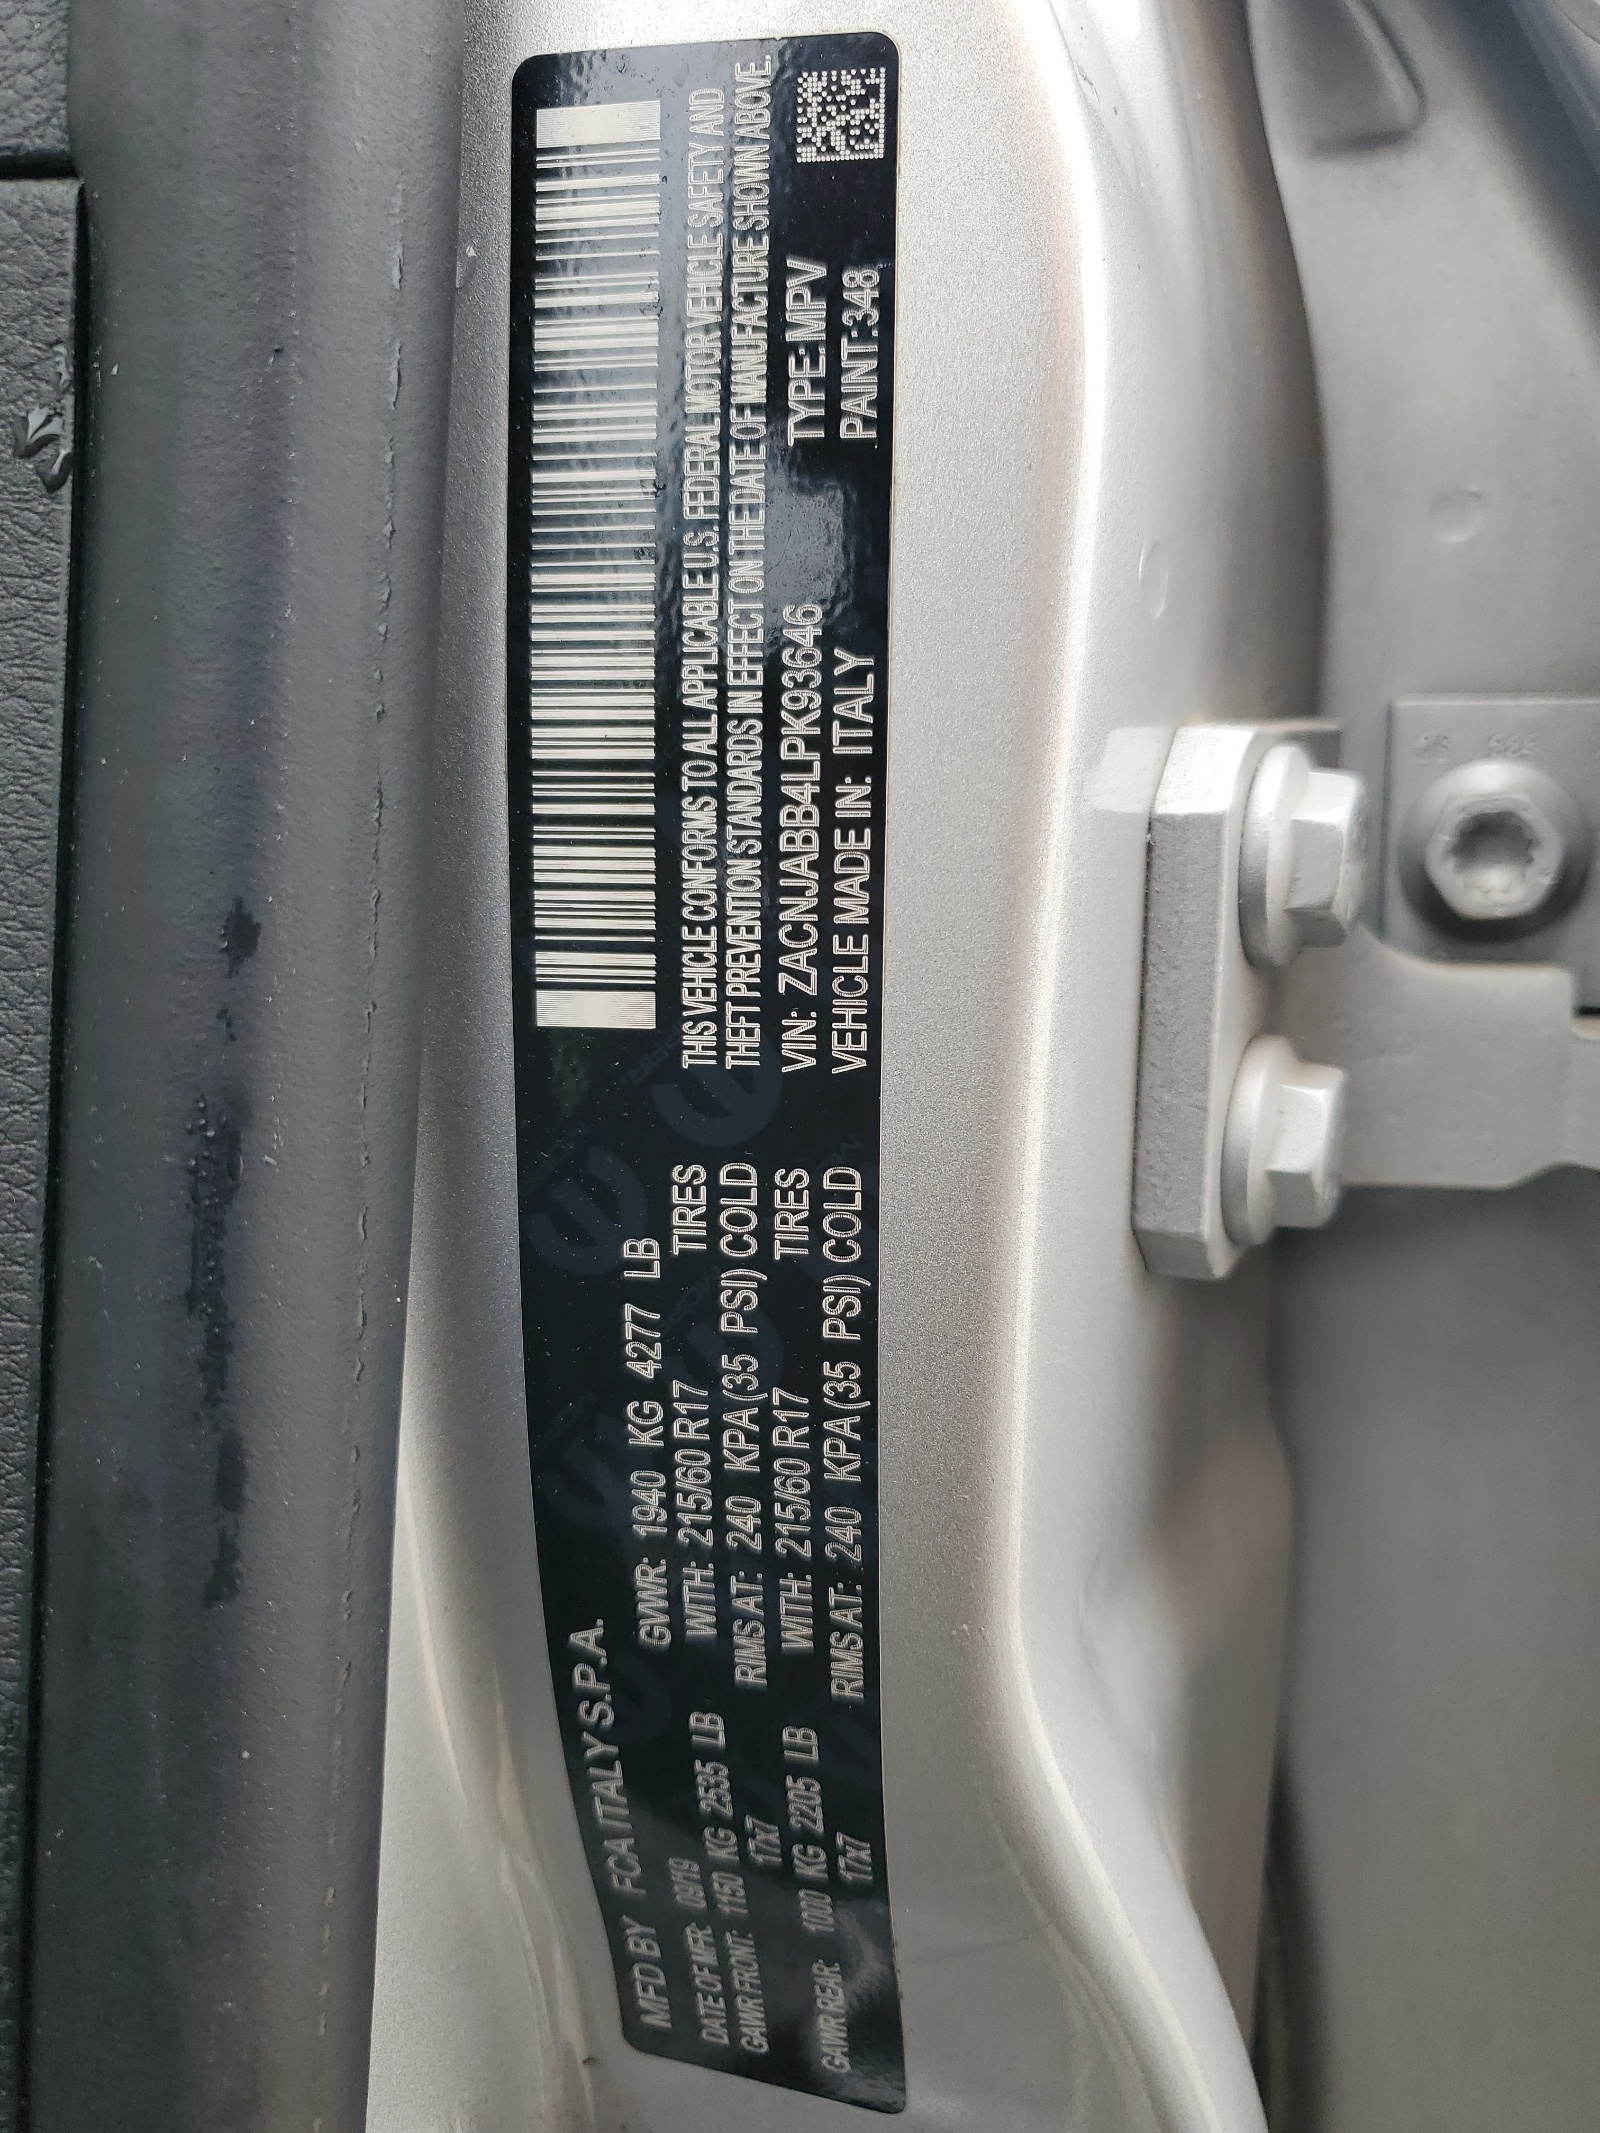 MFD BY FCA ITALY S.P.A.
DATE OF MFR: 09/19 GVWR: 1940 KG 4277 LB
GAWR FRONT: 1150 KG 2535 LB WITH: 215/60 R17 TIRES
17x7 RIMS AT: 240 KPA (35 PSI) COLD
GAWR REAR: 1000 KG 2205 LB WITH: 215/60 R17 TIRES
17x7 RIMS AT: 240 KPA (35 PSI) COLD
THIS VEHICLE CONFORMS TO ALL APPLICABLE U.S. FEDERAL MOTOR VEHICLE SAFETY AND
THEFT PREVENTION STANDARDS IN EFFECT ON THE DATE OF MANUFACTURE SHOWN ABOVE.
VIN: ZACNJABB4LPK93646 TYPE: MPV
VEHICLE MADE IN: ITALY PAINT: 348